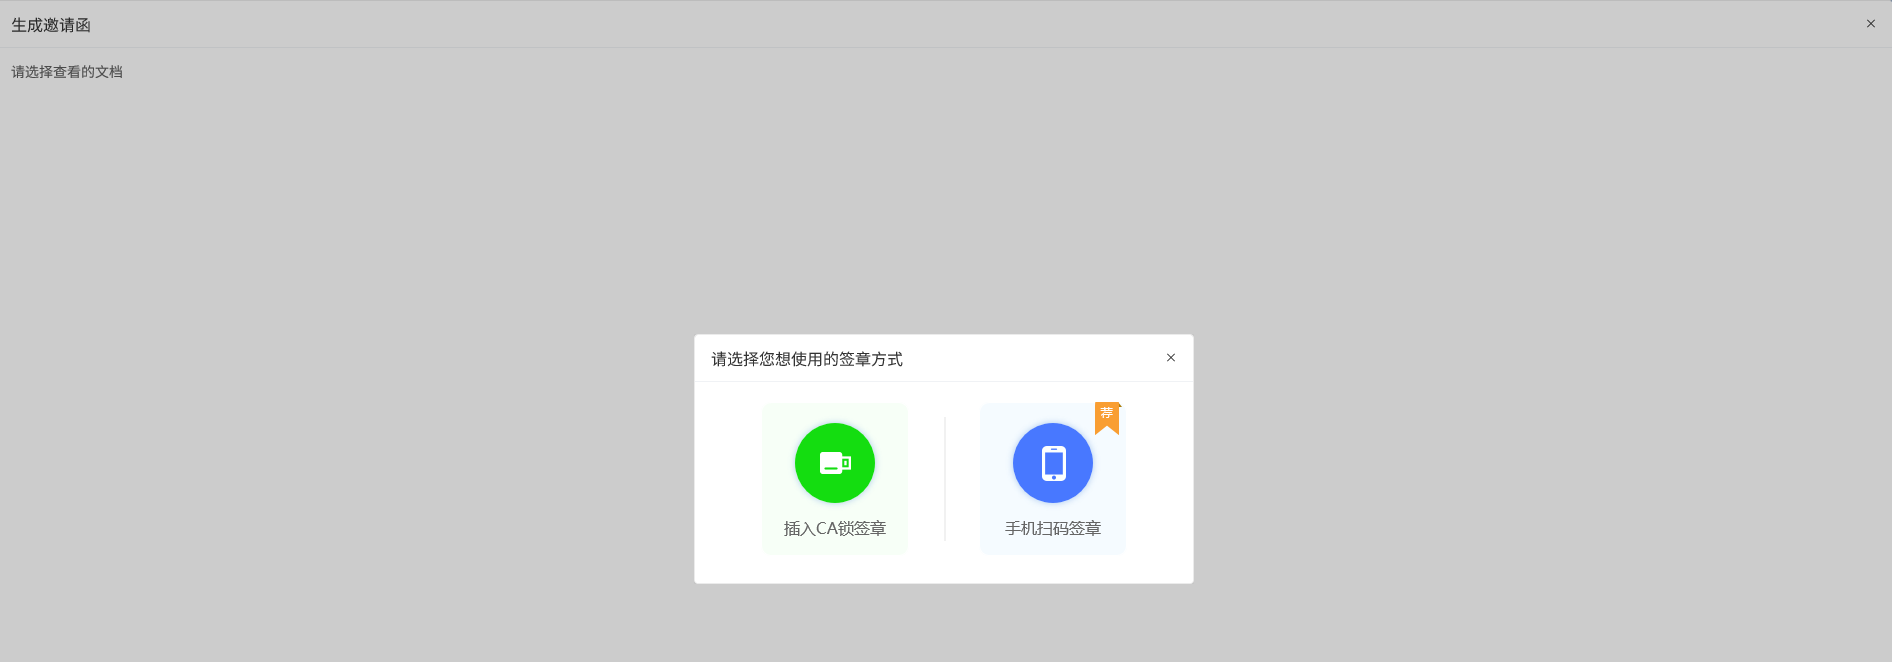 生成邀请函
请选择查看的文档
请选择您想使用的签章方式
荐
插入CA锁签章
手机扫码签章